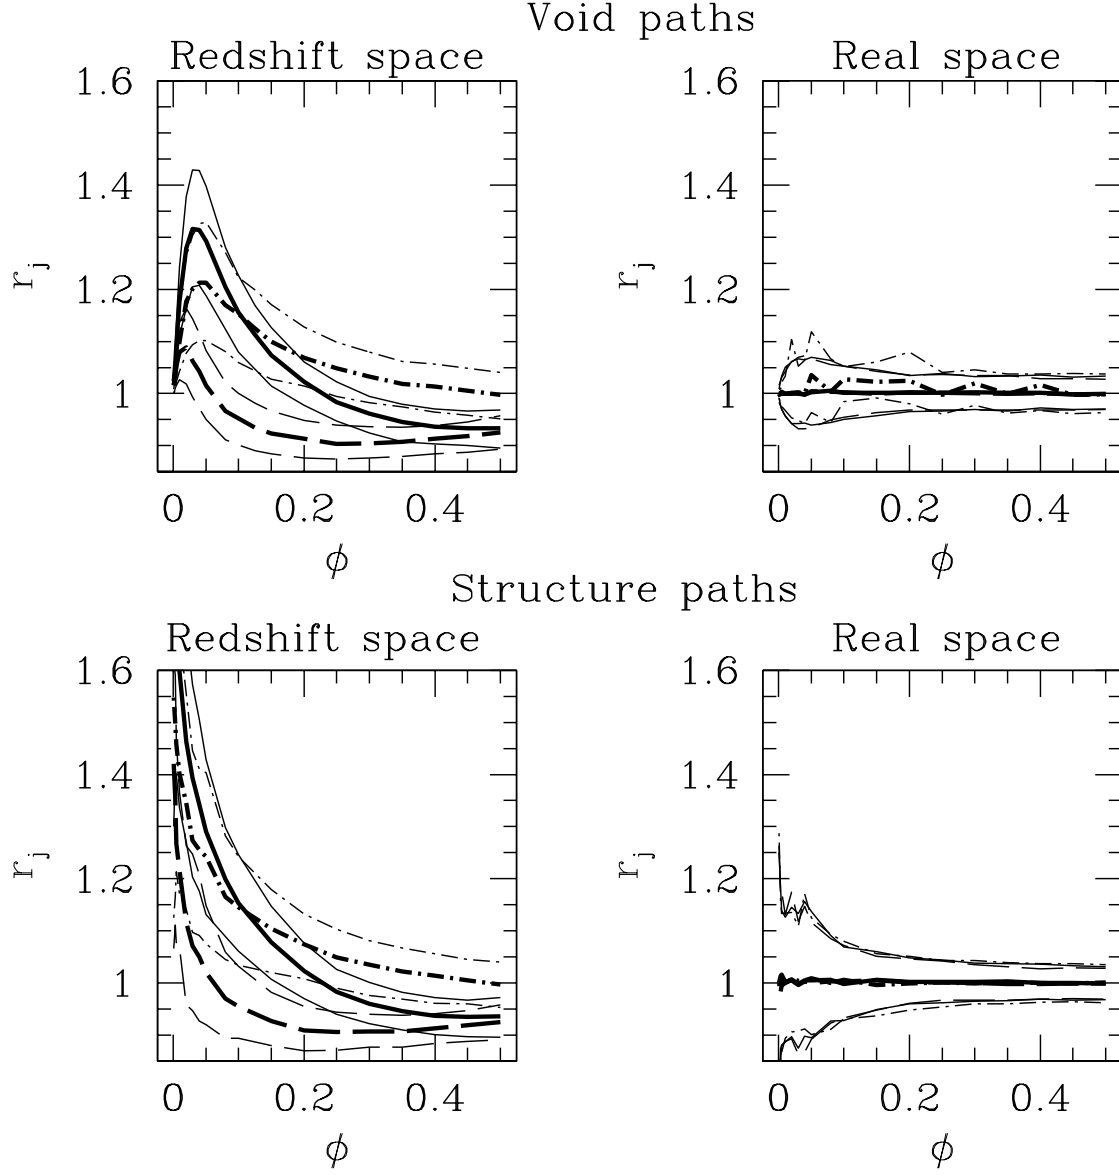 Void paths
Redshift space Real space
1.6 1.6
1.4 1.4
r_j 1.2 r_j 1.2
1 1
0 0.2 0.4 0 0.2 0.4
ϕ ϕ
Structure paths
Redshift space Real space
1.6 1.6
1.4 1.4
r_j 1.2 r_j 1.2
1 1
0 0.2 0.4 0 0.2 0.4
ϕ ϕ